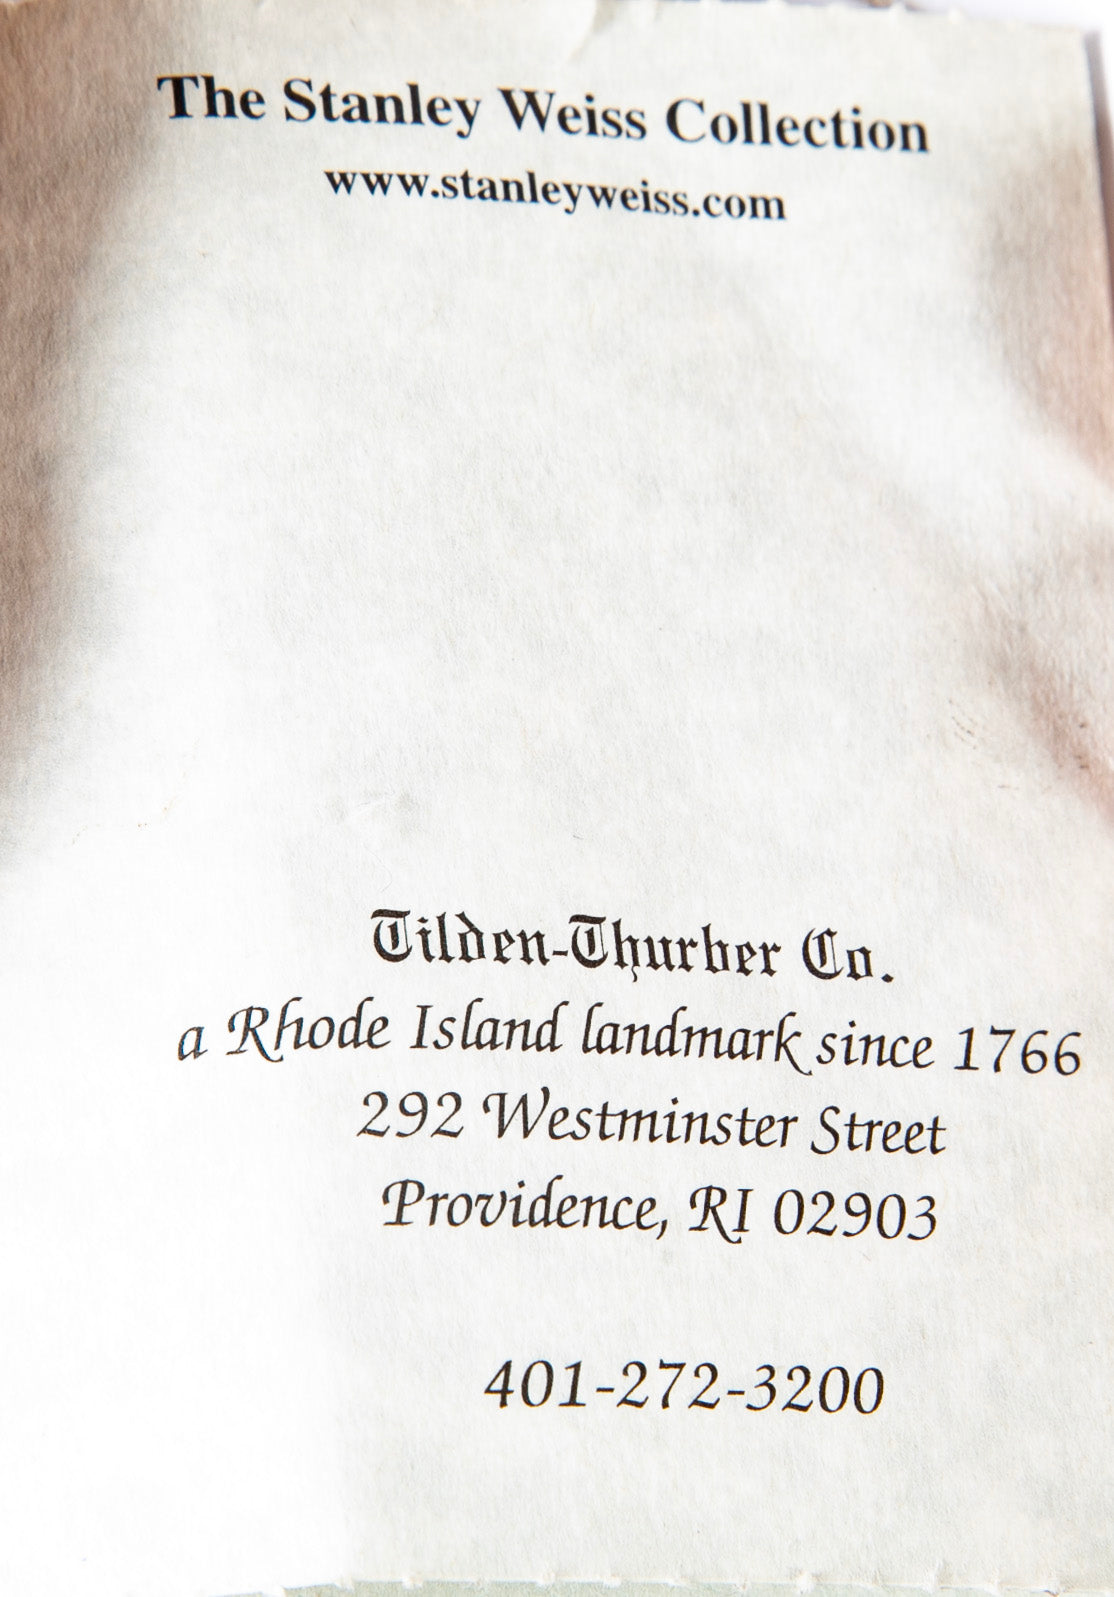 The Stanley Weiss Collection
www.stanleyweiss.com
Tilden-Thurber Co.
a Rhode Island landmark since 1766
292 Westminster Street
Providence, RI 02903
401-272-3200